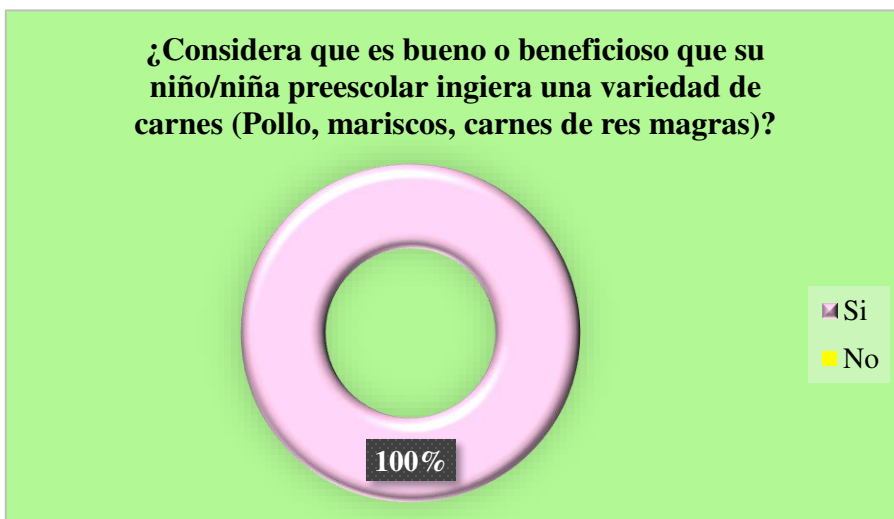 ¿Considera que es bueno o beneficioso que su
niño/niña preescolar ingiera una variedad de
carnes (Pollo, mariscos, carnes de res magras)?
Si
No
100%